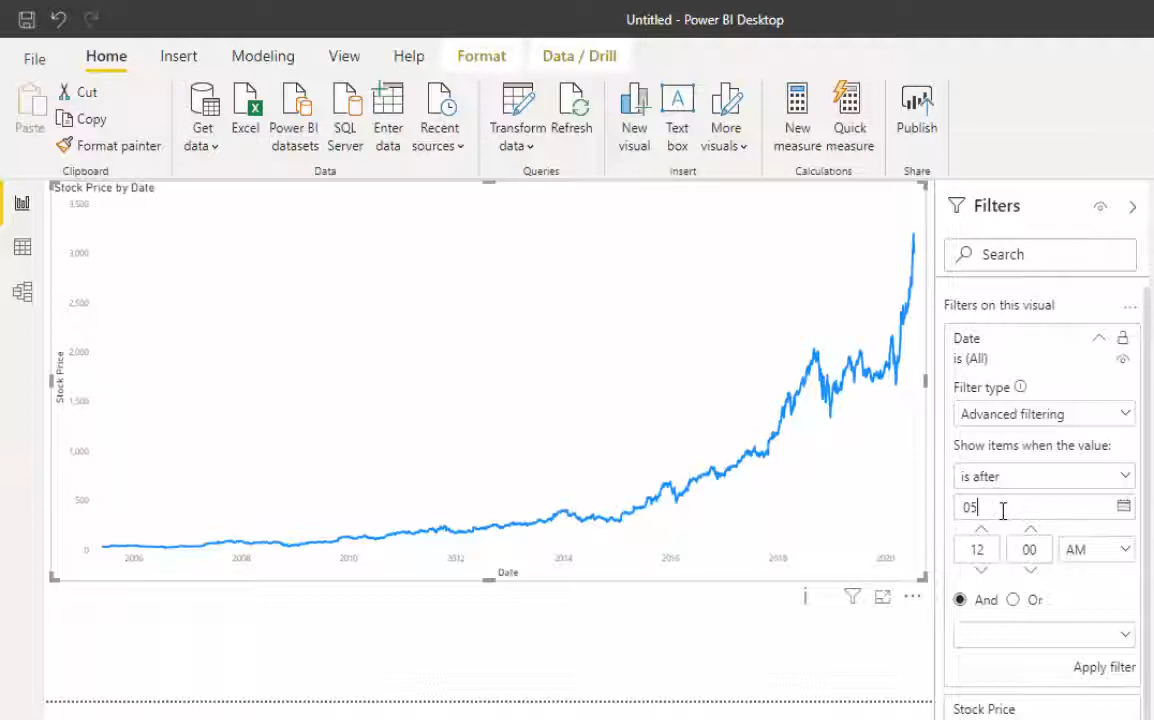 Untitled - Power BI Desktop
File Home Insert Modeling View Help Format Data / Drill
Paste
Cut
Copy
Format painter
Get data
Excel
Power BI datasets
SQL Server
Enter data
Recent sources
Transform data
Refresh
New visual
Text box
More visuals
New measure
Quick measure
Publish
Clipboard Data Queries Insert Calculations Share
Stock Price by Date
3,500
3,000
2,500
2,000
1,500
1,000
500
0
Stock Price
2006 2008 2010 2012 2014 2016 2018 2020
Date
Filters
Search
Filters on this visual
Date
is (All)
Filter type
Advanced filtering
Show items when the value:
is after
05
12 00 AM
And Or
Apply filter
Stock Price